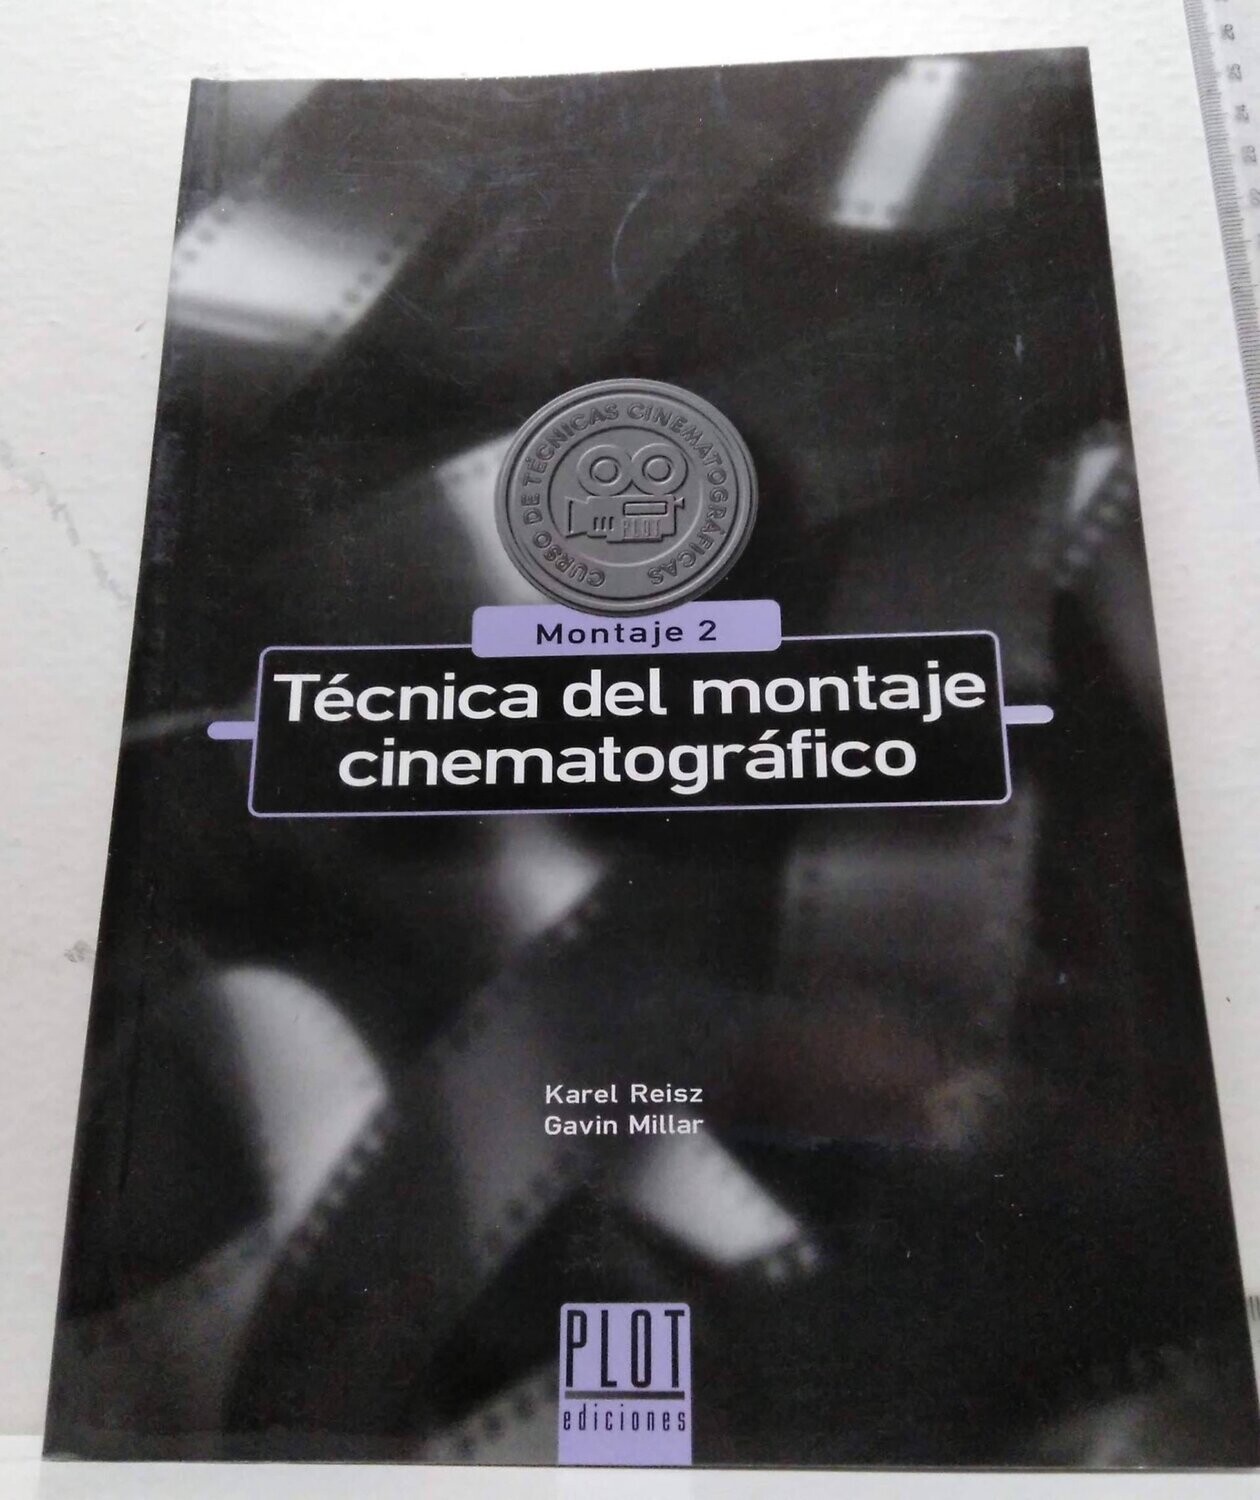 CURSO DE TÉCNICAS CINEMATOGRÁFICAS
PLOT
Montaje 2
Técnica del montaje
cinematográfico
Karel Reisz
Gavin Millar
PLOT
ediciones